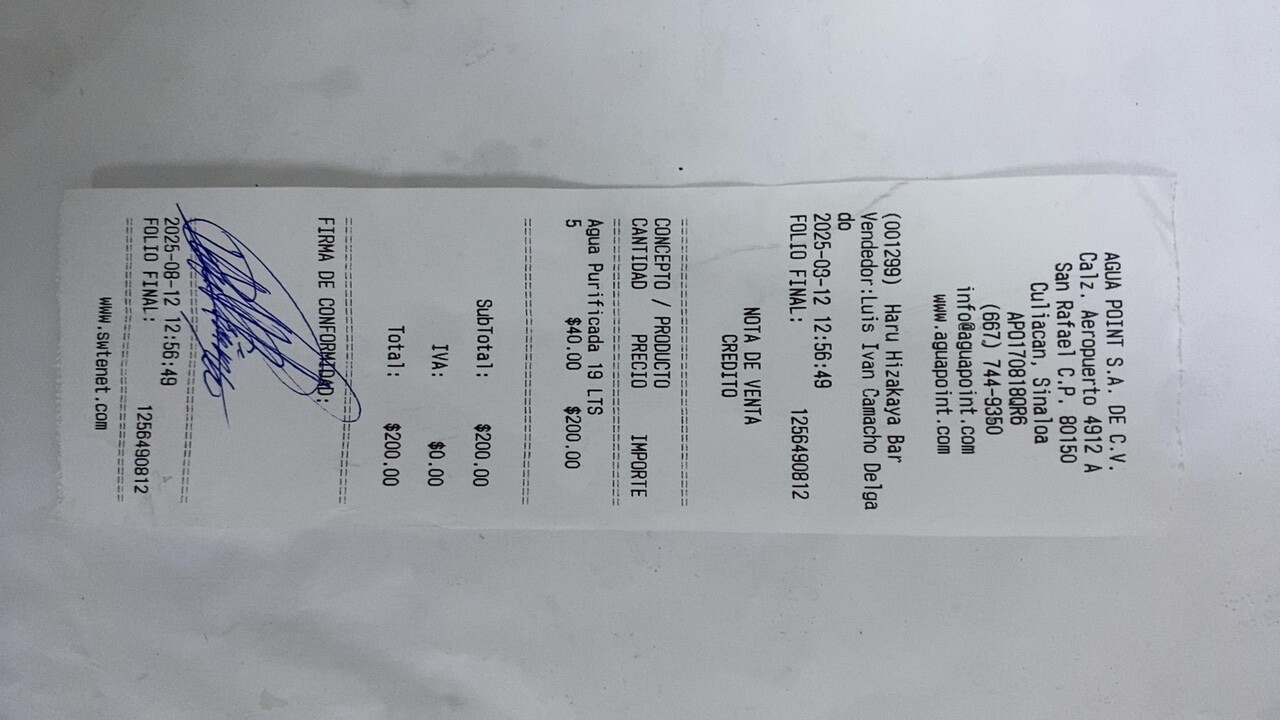 AGUA POINT S.A. DE C.V.
Calz. Aeropuerto 4912 A
San Rafael C.P. 80150
Culiacan, Sinaloa
APO170818QR6
(667) 744-9350
info@aguapoint.com
www.aguapoint.com
(001299) Haru Hizakaya Bar
Vendedor:Luis Ivan Camacho Delga
do
2025-08-12 12:56:49
FOLIO FINAL: 1256490812
NOTA DE VENTA
CREDITO
================================
CONCEPTO / PRODUCTO
CANTIDAD PRECIO IMPORTE
================================
Agua Purificada 19 LTS
5 $40.00 $200.00
================================
SubTotal: $200.00
IVA: $0.00
Total: $200.00
================================
FIRMA DE CONFORMIDAD:
================================
2025-08-12 12:56:49
FOLIO FINAL: 1256490812
================================
www.swtenet.com